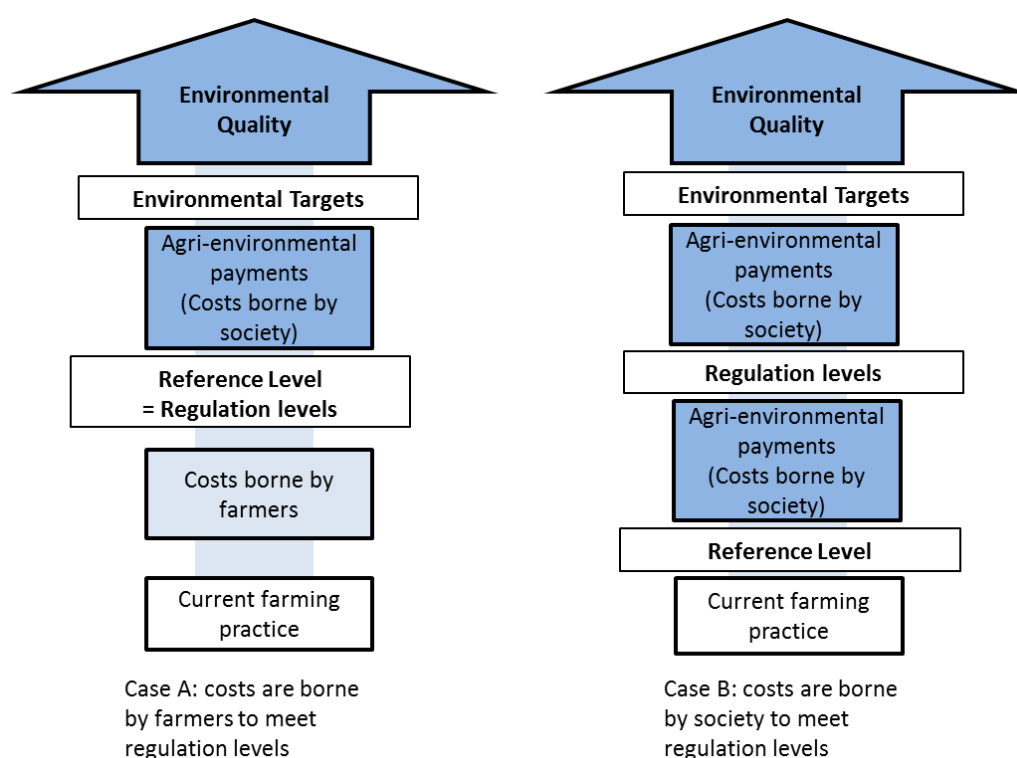 Environmental
Quality
Environmental Targets
Agri-environmental
payments
(Costs borne by
society)
Reference Level
= Regulation levels
Costs borne by
farmers
Current farming
practice
Case A: costs are borne
by farmers to meet
regulation levels
Environmental
Quality
Environmental Targets
Agri-environmental
payments
(Costs borne by
society)
Regulation levels
Agri-environmental
payments
(Costs borne by
society)
Reference Level
Current farming
practice
Case B: costs are borne
by society to meet
regulation levels